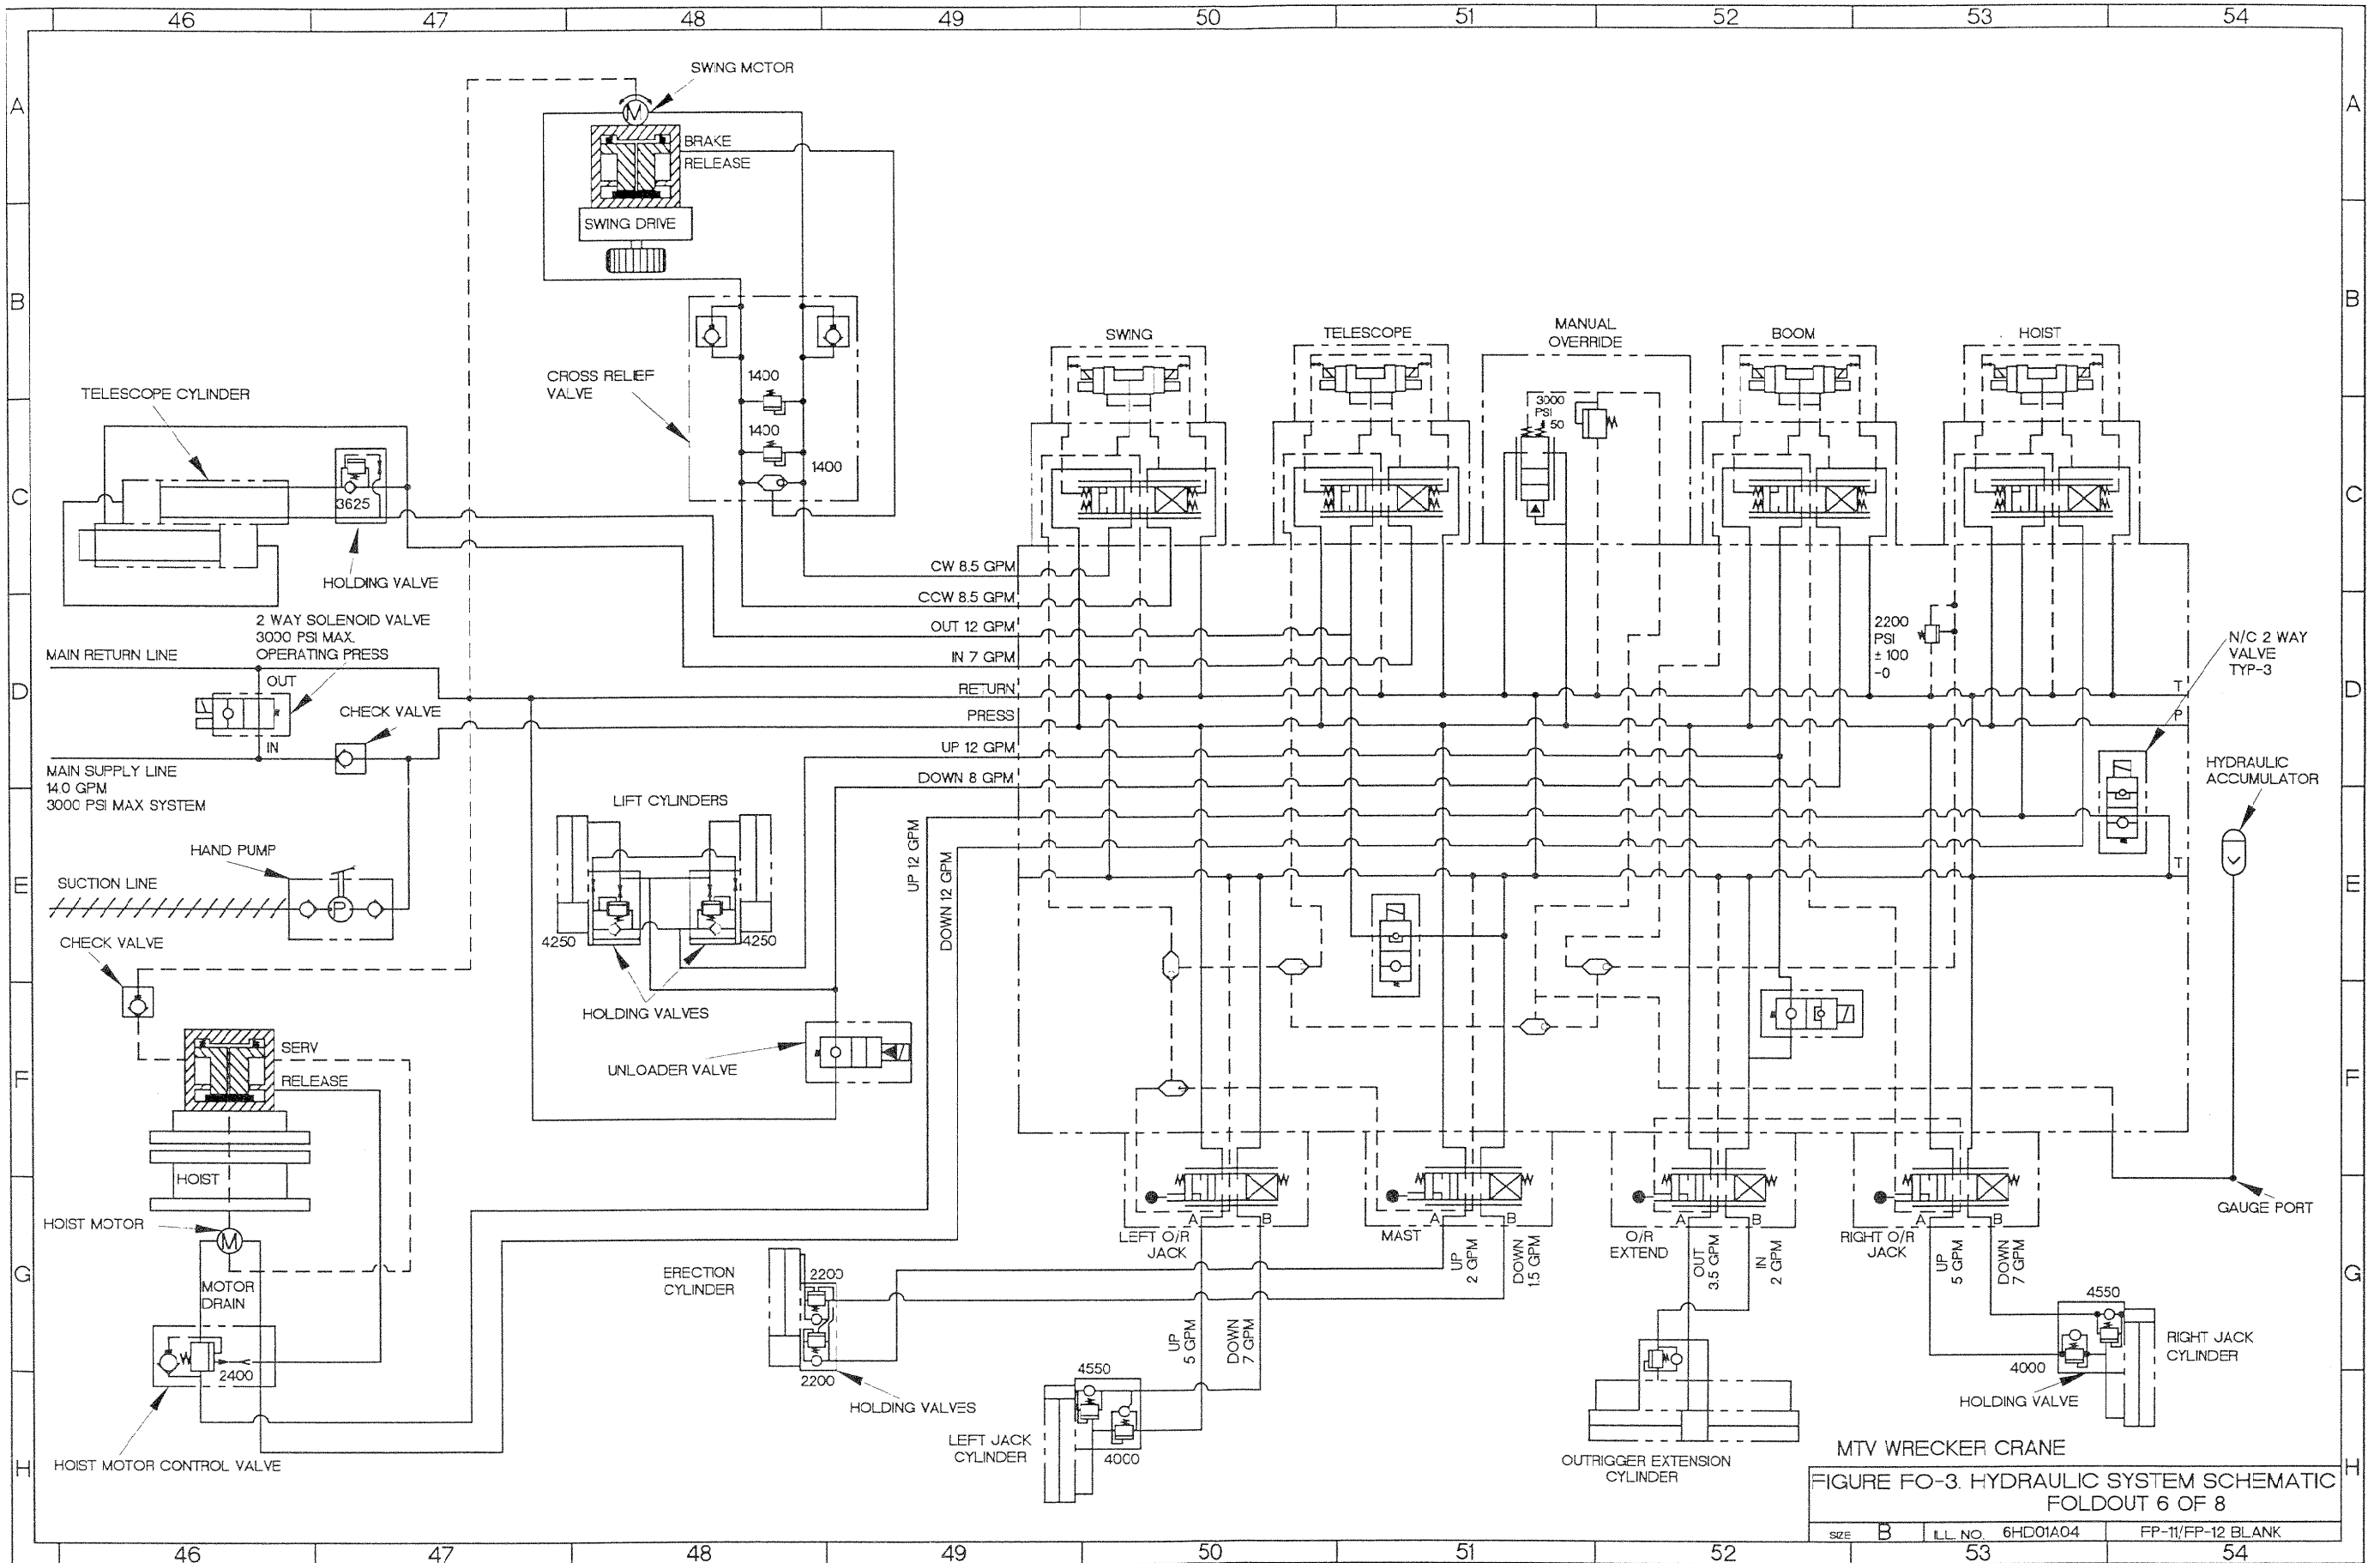 46 47 48 49 50 51 52 53 54
A
A
SWING MOTOR
BRAKE
RELEASE
SWING DRIVE
B
B
SWING
TELESCOPE
MANUAL
OVERRIDE
BOOM
HOIST
CROSS RELIEF
VALVE
1400
1400
1400
TELESCOPE CYLINDER
3625
HOLDING VALVE
3000
PSI
50
C
C
CW 8.5 GPM
CCW 8.5 GPM
OUT 12 GPM
IN 7 GPM
RETURN
PRESS
UP 12 GPM
DOWN 8 GPM
2 WAY SOLENOID VALVE
3000 PSI MAX.
OPERATING PRESS
MAIN RETURN LINE
OUT
CHECK VALVE
IN
MAIN SUPPLY LINE
14.0 GPM
3000 PSI MAX SYSTEM
2200
PSI
± 100
-0
N/C 2 WAY
VALVE
TYP-3
T
P
D
D
HYDRAULIC
ACCUMULATOR
LIFT CYLINDERS
UP 12 GPM
DOWN 12 GPM
HAND PUMP
SUCTION LINE
P
T
E
E
CHECK VALVE
4250
4250
HOLDING VALVES
UNLOADER VALVE
SERV
RELEASE
F
F
HOIST
HOIST MOTOR
M
M
MOTOR
DRAIN
2400
HOIST MOTOR CONTROL VALVE
A B
LEFT O/R
JACK
A B
MAST
A B
O/R
EXTEND
A B
RIGHT O/R
JACK
GAUGE PORT
G
G
UP
2 GPM
DOWN
1.5 GPM
OUT
3.5 GPM
IN
2 GPM
UP
5 GPM
DOWN
7 GPM
ERECTION
CYLINDER
2200
2200
HOLDING VALVES
UP
5 GPM
DOWN
7 GPM
4550
4000
LEFT JACK
CYLINDER
OUTRIGGER EXTENSION
CYLINDER
4550
4000
RIGHT JACK
CYLINDER
HOLDING VALVE
H
H
MTV WRECKER CRANE
FIGURE FO-3. HYDRAULIC SYSTEM SCHEMATIC
FOLDOUT 6 OF 8
SIZE B ILL. NO. 6HD01A04 FP-11/FP-12 BLANK
46 47 48 49 50 51 52 53 54